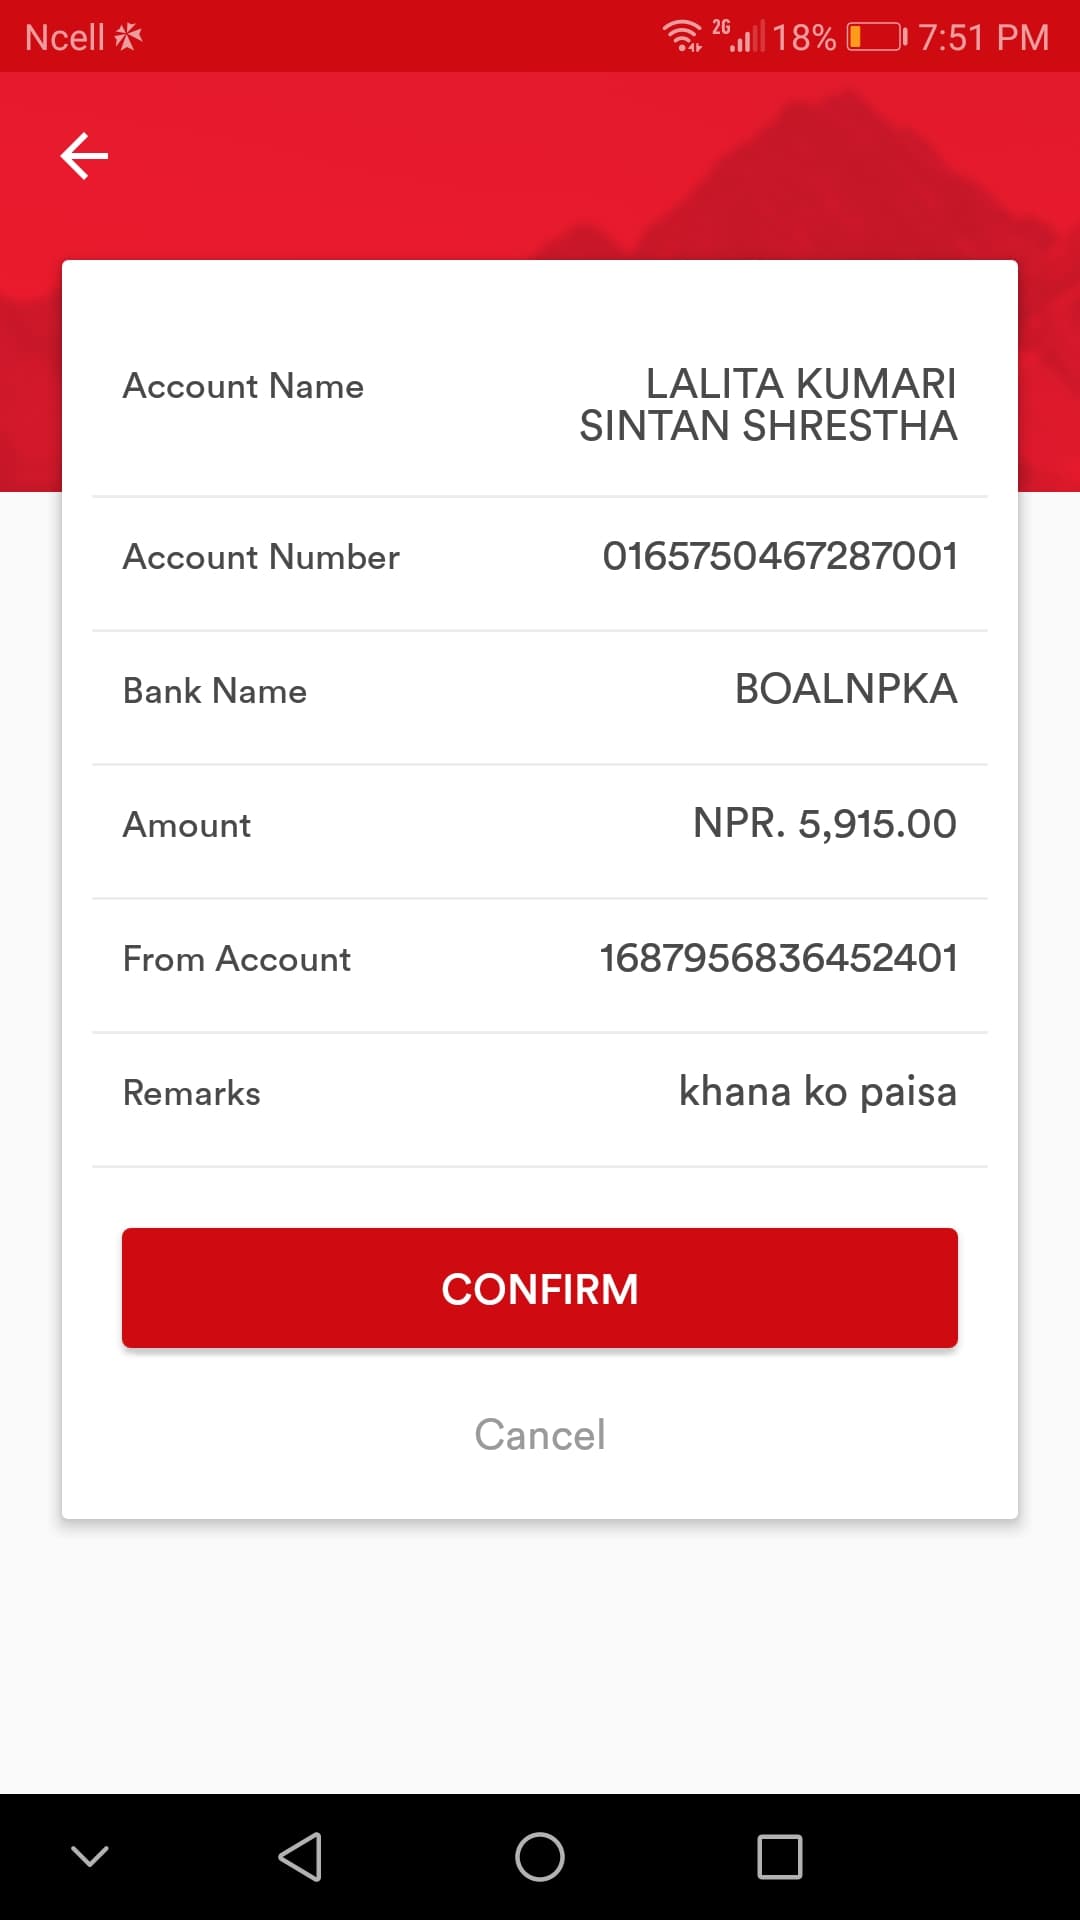 Ncell
2G 18% 7:51 PM
Account Name LALITA KUMARI
SINTAN SHRESTHA
Account Number 0165750467287001
Bank Name BOALNPKA
Amount NPR. 5,915.00
From Account 1687956836452401
Remarks khana ko paisa
CONFIRM
Cancel